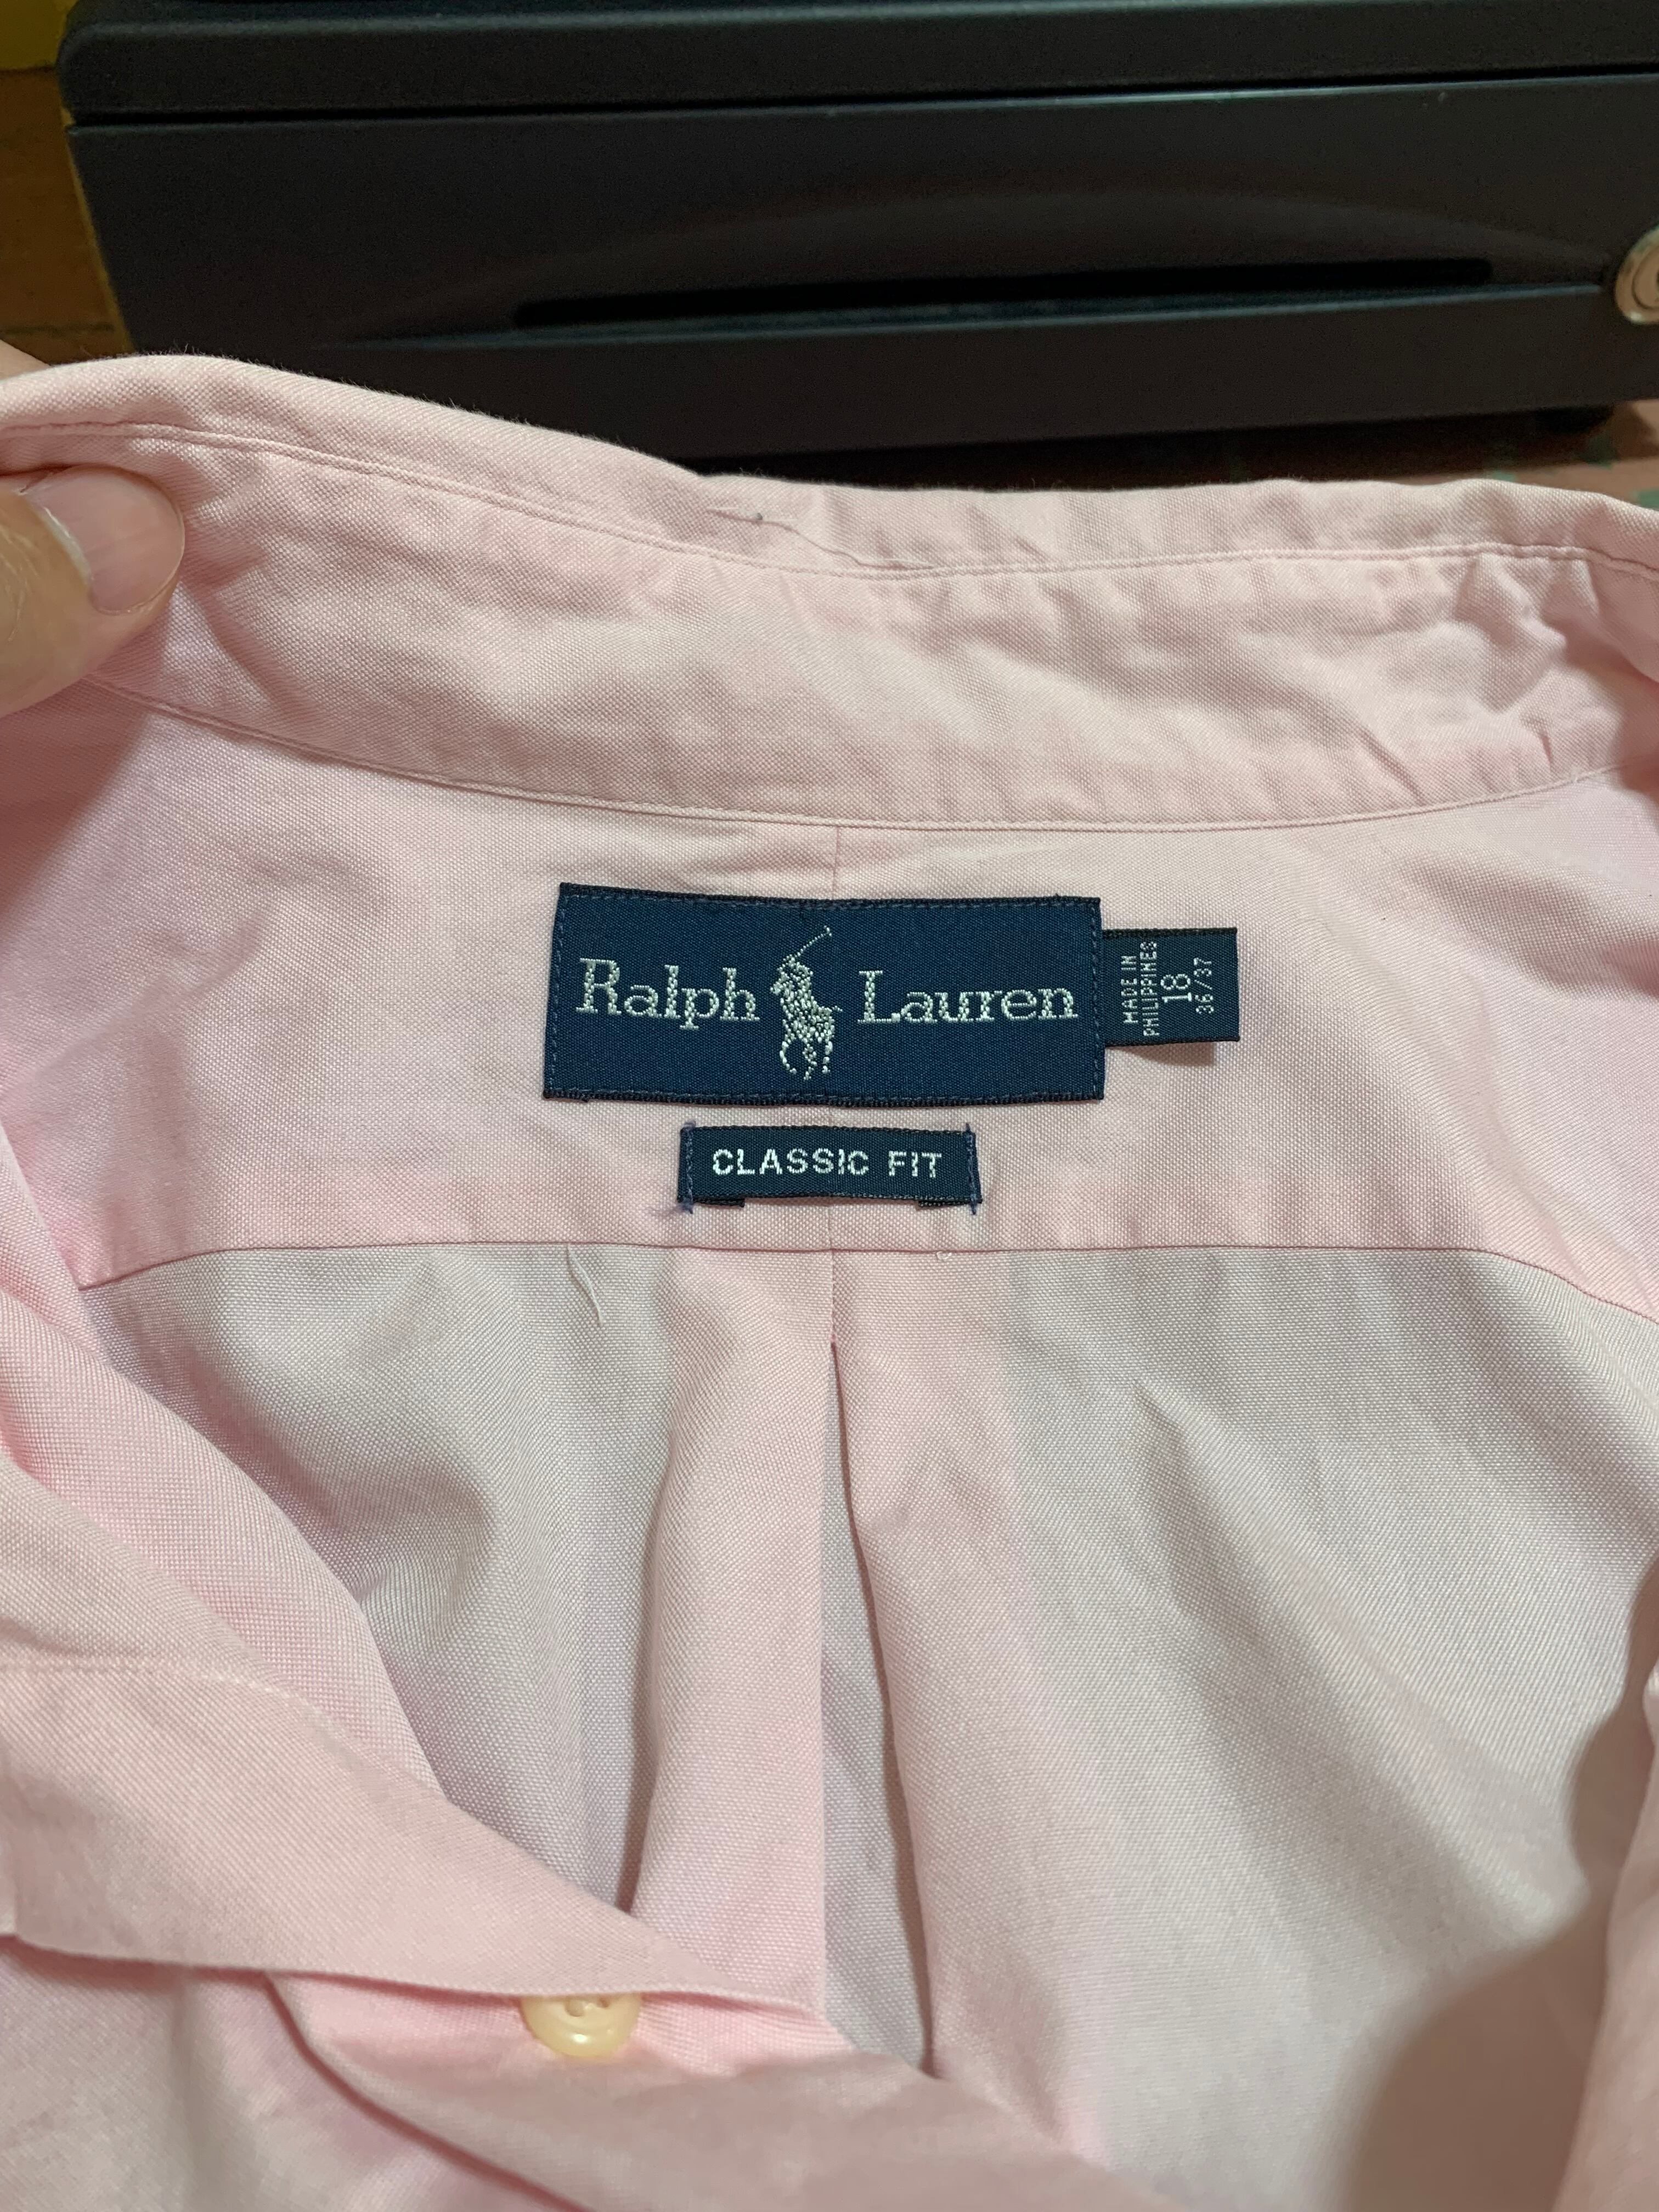 Ralph Lauren
MADE IN
PHILIPPINES
18
36/37
CLASSIC FIT